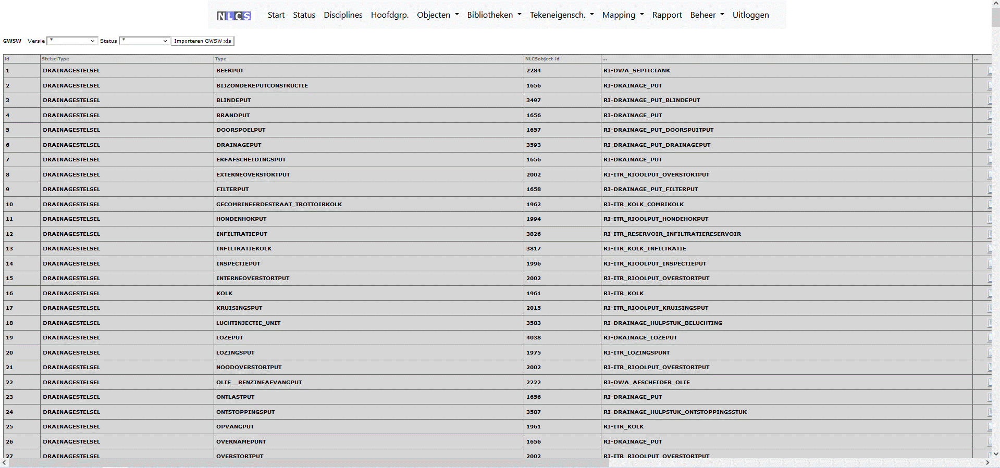 NLCS Start Status Disciplines Hoofdgrp. Objecten Bibliotheken Tekeneigensch. Mapping Rapport Beheer Uitloggen
GWSW Versie * Status * Importeren GWSW xls
id StelselType Type NLCSobject-id ... ...
1 DRAINAGESTELSEL BEERPUT 2284 RI-DWA_SEPTICTANK
2 DRAINAGESTELSEL BIJZONDEREPUTCONSTRUCTIE 1656 RI-DRAINAGE_PUT
3 DRAINAGESTELSEL BLINDEPUT 3497 RI-DRAINAGE_PUT_BLINDEPUT
4 DRAINAGESTELSEL BRANDPUT 1656 RI-DRAINAGE_PUT
5 DRAINAGESTELSEL DOORSPOELPUT 1657 RI-DRAINAGE_PUT_DOORSPUITPUT
6 DRAINAGESTELSEL DRAINAGEPUT 3593 RI-DRAINAGE_PUT_DRAINAGEPUT
7 DRAINAGESTELSEL ERFAFSCHEIDINGSPUT 1656 RI-DRAINAGE_PUT
8 DRAINAGESTELSEL EXTERNEOVERSTORTPUT 2002 RI-ITR_RIOOLPUT_OVERSTORTPUT
9 DRAINAGESTELSEL FILTERPUT 1658 RI-DRAINAGE_PUT_FILTERPUT
10 DRAINAGESTELSEL GECOMBINEERDESTRAAT_TROTTOIRKOLK 1962 RI-ITR_KOLK_COMBIKOLK
11 DRAINAGESTELSEL HONDENHOKPUT 1994 RI-ITR_RIOOLPUT_HONDEHOKPUT
12 DRAINAGESTELSEL INFILTRATIEPUT 3826 RI-ITR_RESERVOIR_INFILTRATIERESERVOIR
13 DRAINAGESTELSEL INFILTRATIEKOLK 3817 RI-ITR_KOLK_INFILTRATIE
14 DRAINAGESTELSEL INSPECTIEPUT 1996 RI-ITR_RIOOLPUT_INSPECTIEPUT
15 DRAINAGESTELSEL INTERNEOVERSTORTPUT 2002 RI-ITR_RIOOLPUT_OVERSTORTPUT
16 DRAINAGESTELSEL KOLK 1961 RI-ITR_KOLK
17 DRAINAGESTELSEL KRUISINGSPUT 2015 RI-ITR_RIOOLPUT_KRUISINGSPUT
18 DRAINAGESTELSEL LUCHTINJECTIE_UNIT 3583 RI-DRAINAGE_HULPSTUK_BELUCHTING
19 DRAINAGESTELSEL LOZEPUT 4038 RI-DRAINAGE_LOZEPUT
20 DRAINAGESTELSEL LOZINGSPUT 1975 RI-ITR_LOZINGSPUNT
21 DRAINAGESTELSEL NOODOVERSTORTPUT 2002 RI-ITR_RIOOLPUT_OVERSTORTPUT
22 DRAINAGESTELSEL OLIE__BENZINEAFVANGPUT 2222 RI-DWA_AFSCHEIDER_OLIE
23 DRAINAGESTELSEL ONTLASTPUT 1656 RI-DRAINAGE_PUT
24 DRAINAGESTELSEL ONTSTOPPINGSPUT 3587 RI-DRAINAGE_HULPSTUK_ONTSTOPPINGSSTUK
25 DRAINAGESTELSEL OPVANGPUT 1961 RI-ITR_KOLK
26 DRAINAGESTELSEL OVERNAMEPUNT 1656 RI-DRAINAGE_PUT
27 DRAINAGESTELSEL OVERSTORTPUT 2002 RI-ITR_RIOOLPUT_OVERSTORTPUT